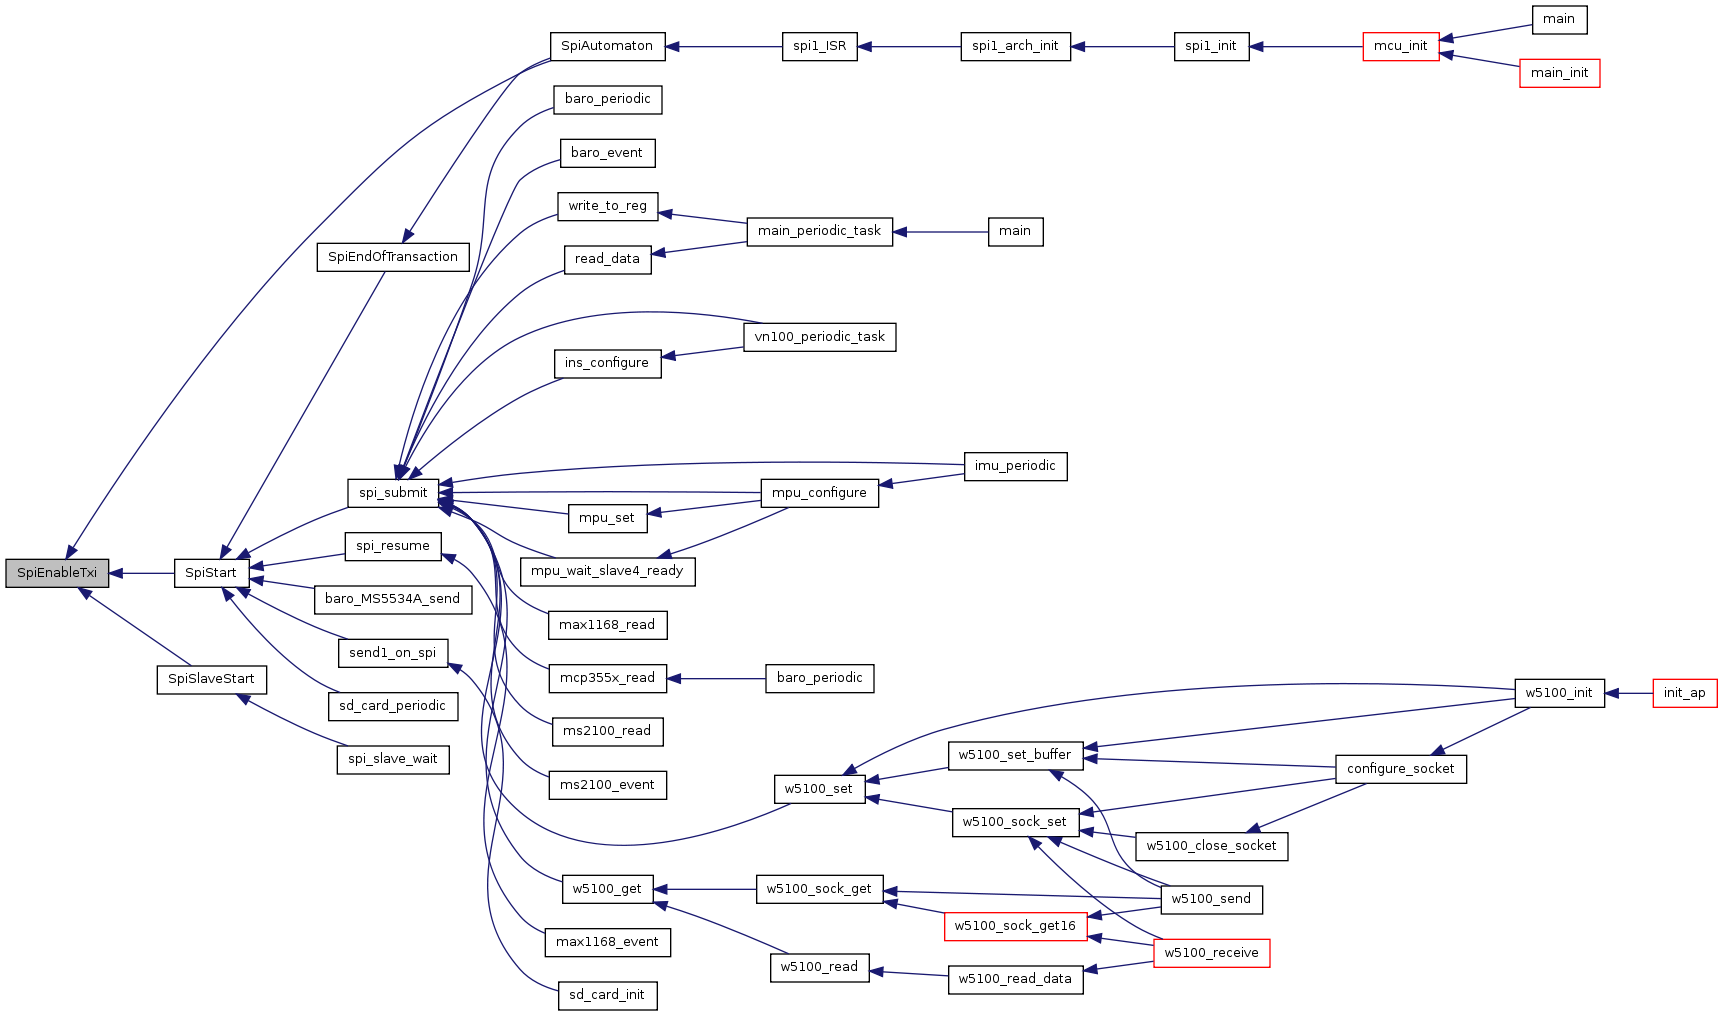 main
SpiAutomaton
spi1_ISR
spi1_arch_init
spi1_init
mcu_init
main_init
baro_periodic
baro_event
write_to_reg
main_periodic_task
main
read_data
SpiEndOfTransaction
vn100_periodic_task
ins_configure
imu_periodic
spi_submit
mpu_configure
mpu_set
spi_resume
SpiEnableTxi
SpiStart
mpu_wait_slave4_ready
baro_MS5534A_send
max1168_read
send1_on_spi
SpiSlaveStart
mcp355x_read
baro_periodic
w5100_init
init_ap
sd_card_periodic
ms2100_read
spi_slave_wait
w5100_set_buffer
configure_socket
ms2100_event
w5100_set
w5100_sock_set
w5100_close_socket
w5100_get
w5100_sock_get
w5100_send
w5100_sock_get16
max1168_event
w5100_receive
w5100_read
w5100_read_data
sd_card_init